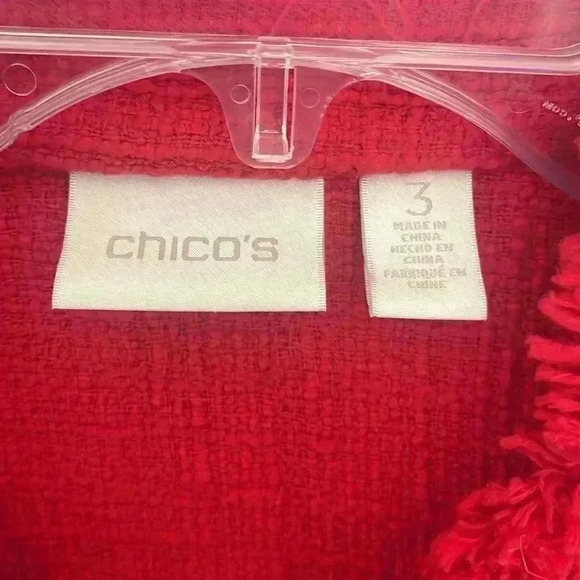 chico's
3
MADE IN
CHINA
HECHO EN
CHINA
FABRIQUÉ EN
CHINE